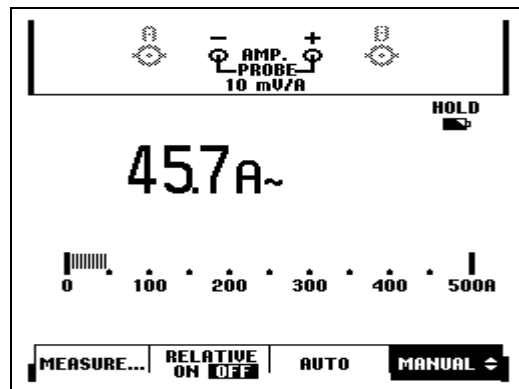 A - + B
AMP.
PROBE
10 mV/A
HOLD
45.7A~
0 100 200 300 400 500A
MEASURE... RELATIVE ON OFF AUTO MANUAL